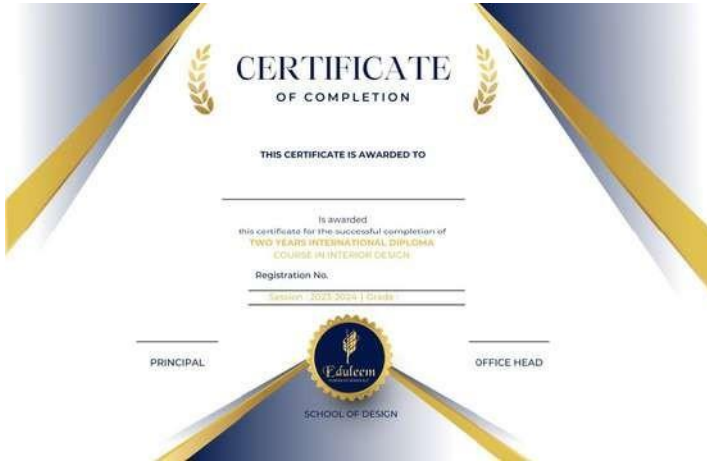 CERTIFICATE
OF COMPLETION
THIS CERTIFICATE IS AWARDED TO
Is awarded
this certificate for the successful completion of
TWO YEARS INTERNATIONAL DIPLOMA
COURSE IN INTERIOR DESIGN
Registration No.
Session : 2023-2024 | Grade
PRINCIPAL
OFFICE HEAD
Eduleem
SCHOOL OF DESIGN